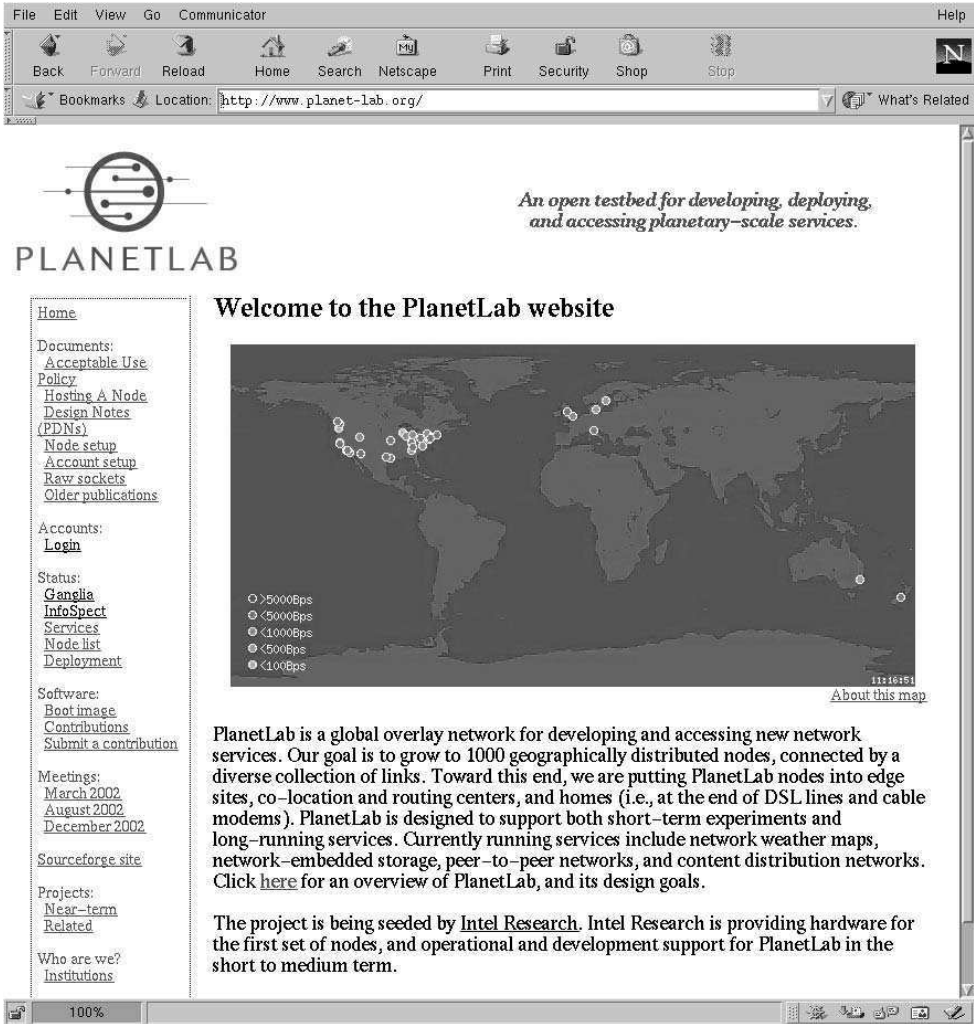 File Edit View Go Communicator Help
Back Forward Reload Home Search Netscape Print Security Shop Stop
My
N
Bookmarks Location: http://www.planet-lab.org/ What's Related
PLANETLAB
An open testbed for developing, deploying,
and accessing planetary–scale services.
Home
Documents:
Acceptable Use
Policy
Hosting A Node
Design Notes
(PDNs)
Node setup
Account setup
Raw sockets
Older publications
Accounts:
Login
Status:
Ganglia
InfoSpect
Services
Node list
Deployment
Software:
Boot image
Contributions
Submit a contribution
Meetings:
March 2002
August 2002
December 2002
Sourceforge site
Projects:
Near–term
Related
Who are we?
Institutions
Welcome to the PlanetLab website
>5000Bps
<5000Bps
<1000Bps
<500Bps
<100Bps
11:16:51
About this map
PlanetLab is a global overlay network for developing and accessing new network
services. Our goal is to grow to 1000 geographically distributed nodes, connected by a
diverse collection of links. Toward this end, we are putting PlanetLab nodes into edge
sites, co–location and routing centers, and homes (i.e., at the end of DSL lines and cable
modems). PlanetLab is designed to support both short–term experiments and
long–running services. Currently running services include network weather maps,
network–embedded storage, peer–to–peer networks, and content distribution networks.
Click here for an overview of PlanetLab, and its design goals.
The project is being seeded by Intel Research. Intel Research is providing hardware for
the first set of nodes, and operational and development support for PlanetLab in the
short to medium term.
100%